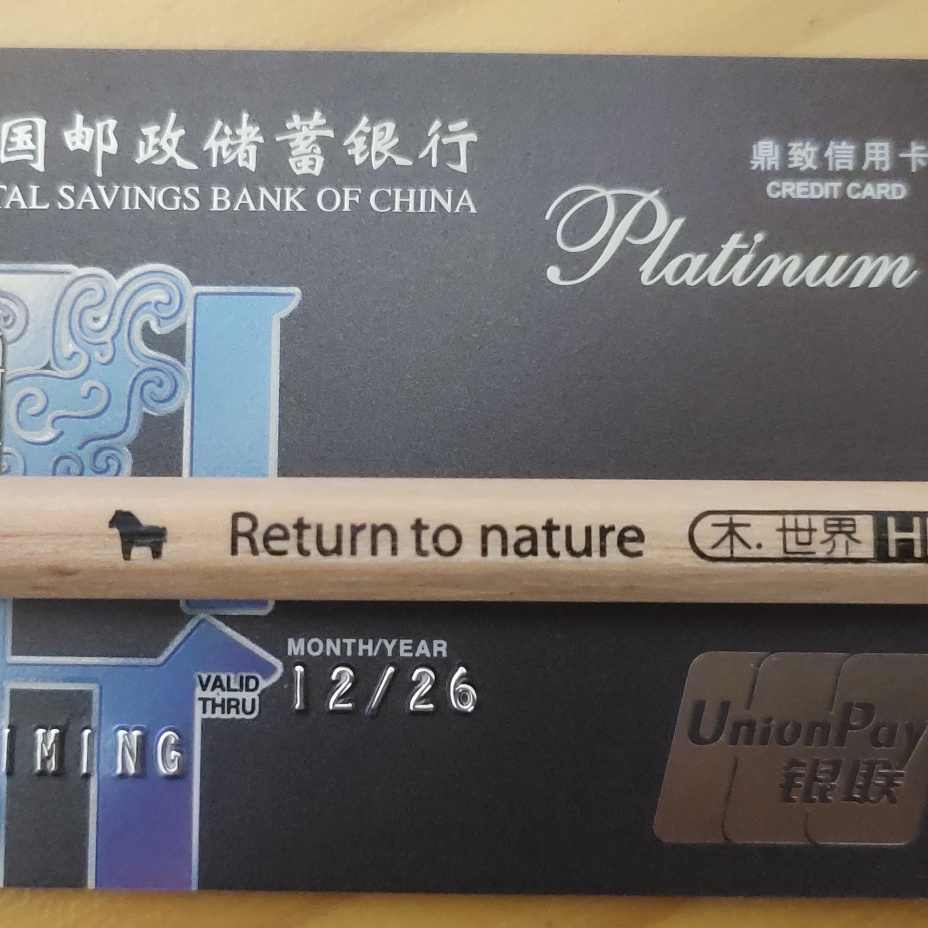 国邮政储蓄银行
TAL SAVINGS BANK OF CHINA
鼎致信用卡
CREDIT CARD
Platinum
Return to nature 木.世界 H
MONTH/YEAR
VALID
THRU
12/26
IMING
UnionPay
银联